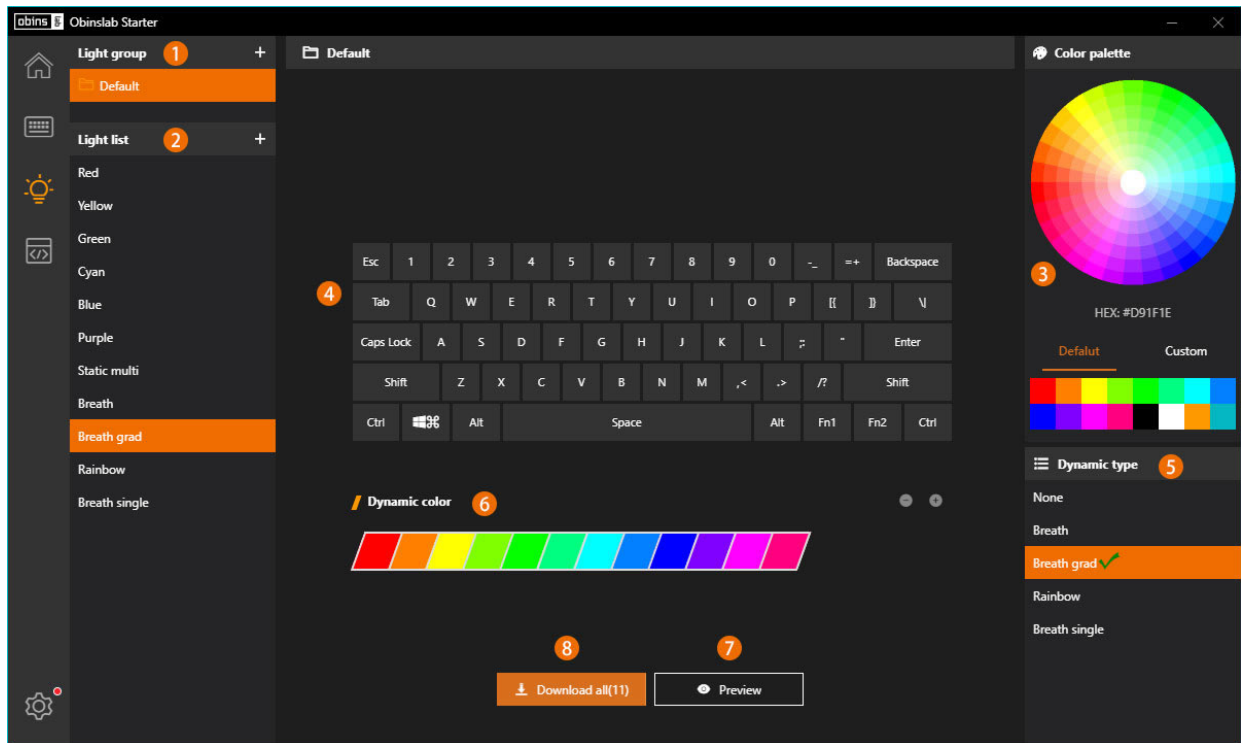 obins Obinslab Starter
Light group 1 +
Default
Light list 2 +
Red
Yellow
Green
Cyan
Blue
Purple
Static multi
Breath
Breath grad
Rainbow
Breath single
Default
4
Esc 1 2 3 4 5 6 7 8 9 0 -_ =+ Backspace
Tab Q W E R T Y U I O P [{ ]} \|
Caps Lock A S D F G H J K L ;: '" Enter
Shift Z X C V B N M ,< .> /? Shift
Ctrl ⌘ Alt Space Alt Fn1 Fn2 Ctrl
Dynamic color 6
8 7
Download all(11) Preview
Color palette
3
HEX: #D91F1E
Defalut Custom
Dynamic type 5
None
Breath
Breath grad
Rainbow
Breath single